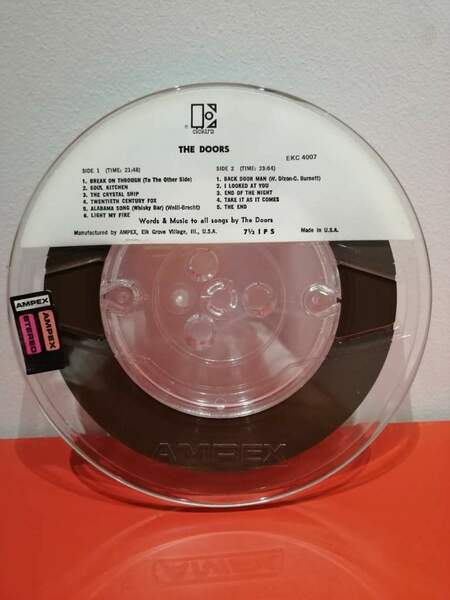 elektra
THE DOORS
EKC 4007
SIDE 1 (TIME: 21:48)
1. BREAK ON THROUGH (To The Other Side)
2. SOUL KITCHEN
3. THE CRYSTAL SHIP
4. TWENTIETH CENTURY FOX
5. ALABAMA SONG (Whisky Bar) (Weill-Brecht)
6. LIGHT MY FIRE
SIDE 2 (TIME: 23:04)
1. BACK DOOR MAN (W. Dixon-C. Burnett)
2. I LOOKED AT YOU
3. END OF THE NIGHT
4. TAKE IT AS IT COMES
5. THE END
Words & Music to all songs by The Doors
Manufactured by AMPEX, Elk Grove Village, Ill., U.S.A. 7½ I P S Made in U.S.A.
AMPEX
STEREO
AMPEX
AMPEX